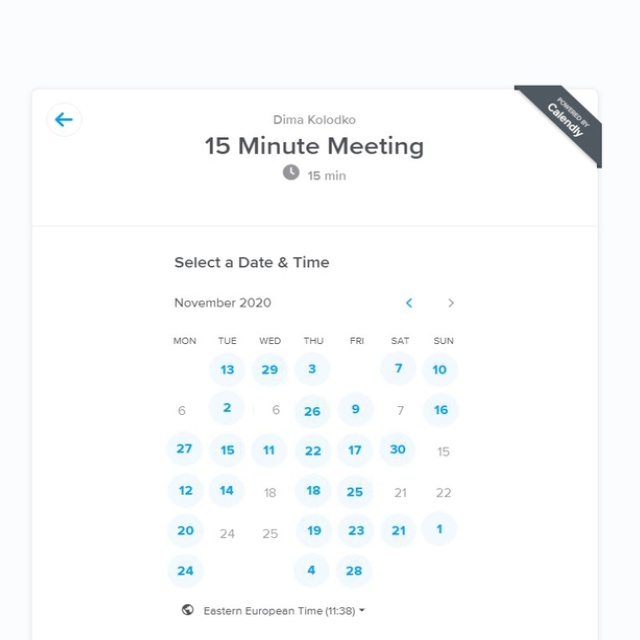 POWERED BY
Calendly
Dima Kolodko
15 Minute Meeting
15 min
Select a Date & Time
November 2020
MON TUE WED THU FRI SAT SUN
13 29 3 7 10
6 2 6 26 9 7 16
27 15 11 22 17 30 15
12 14 18 18 25 21 22
20 24 25 19 23 21 1
24 4 28
Eastern European Time (11:38)